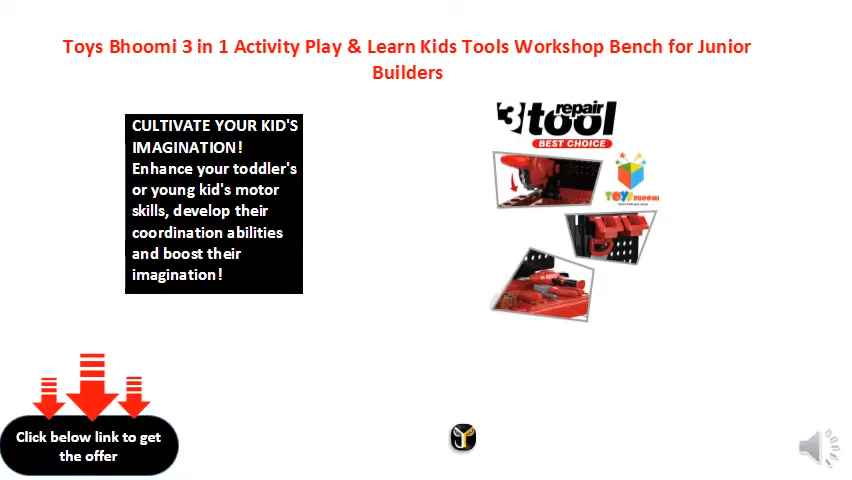 Toys Bhoomi 3 in 1 Activity Play & Learn Kids Tools Workshop Bench for Junior
Builders
CULTIVATE YOUR KID'S
IMAGINATION!
Enhance your toddler's
or young kid's motor
skills, develop their
coordination abilities
and boost their
imagination!
3 repair
tool
BEST CHOICE
TOYS BHOOMI
Click below link to get
the offer